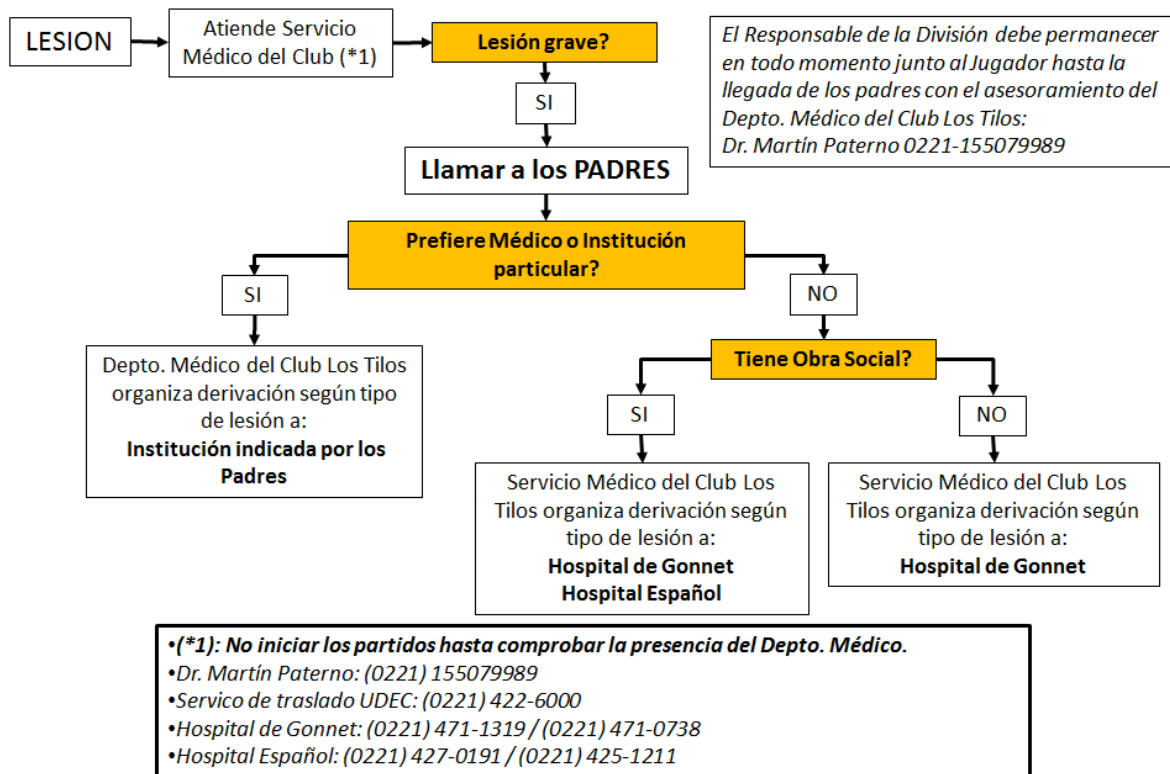 LESION
Atiende Servicio
Médico del Club (*1)
Lesión grave?
El Responsable de la División debe permanecer
en todo momento junto al Jugador hasta la
llegada de los padres con el asesoramiento del
Depto. Médico del Club Los Tilos:
Dr. Martín Paterno 0221-155079989
SI
Llamar a los PADRES
Prefiere Médico o Institución
particular?
SI
NO
Depto. Médico del Club Los Tilos
organiza derivación según tipo
de lesión a:
Institución indicada por los
Padres
Tiene Obra Social?
SI
NO
Servicio Médico del Club Los
Tilos organiza derivación según
tipo de lesión a:
Hospital de Gonnet
Hospital Español
Servicio Médico del Club Los
Tilos organiza derivación según
tipo de lesión a:
Hospital de Gonnet
•(*1): No iniciar los partidos hasta comprobar la presencia del Depto. Médico.
•Dr. Martín Paterno: (0221) 155079989
•Servico de traslado UDEC: (0221) 422-6000
•Hospital de Gonnet: (0221) 471-1319 / (0221) 471-0738
•Hospital Español: (0221) 427-0191 / (0221) 425-1211